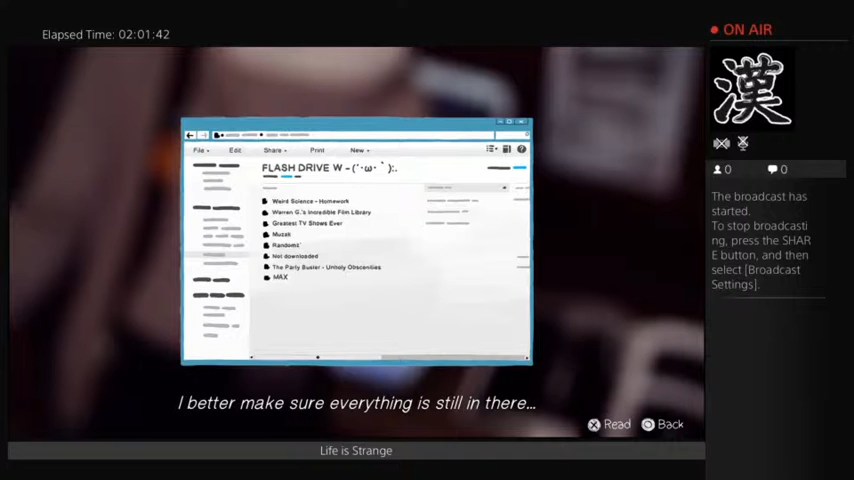 Elapsed Time: 02:01:42
ON AIR
漢
0 0
The broadcast has
started.
To stop broadcasti
ng, press the SHAR
E button, and then
select [Broadcast
Settings].
File Edit Share Print New
FLASH DRIVE W - (´･ω･`):.
Weird Science - Homework
Warren G.'s Incredible Film Library
Greatest TV Shows Ever
Muzak
Randomz'
Not downloaded
The Party Buster - Unholy Obscenities
MAX
I better make sure everything is still in there...
Read Back
Life is Strange